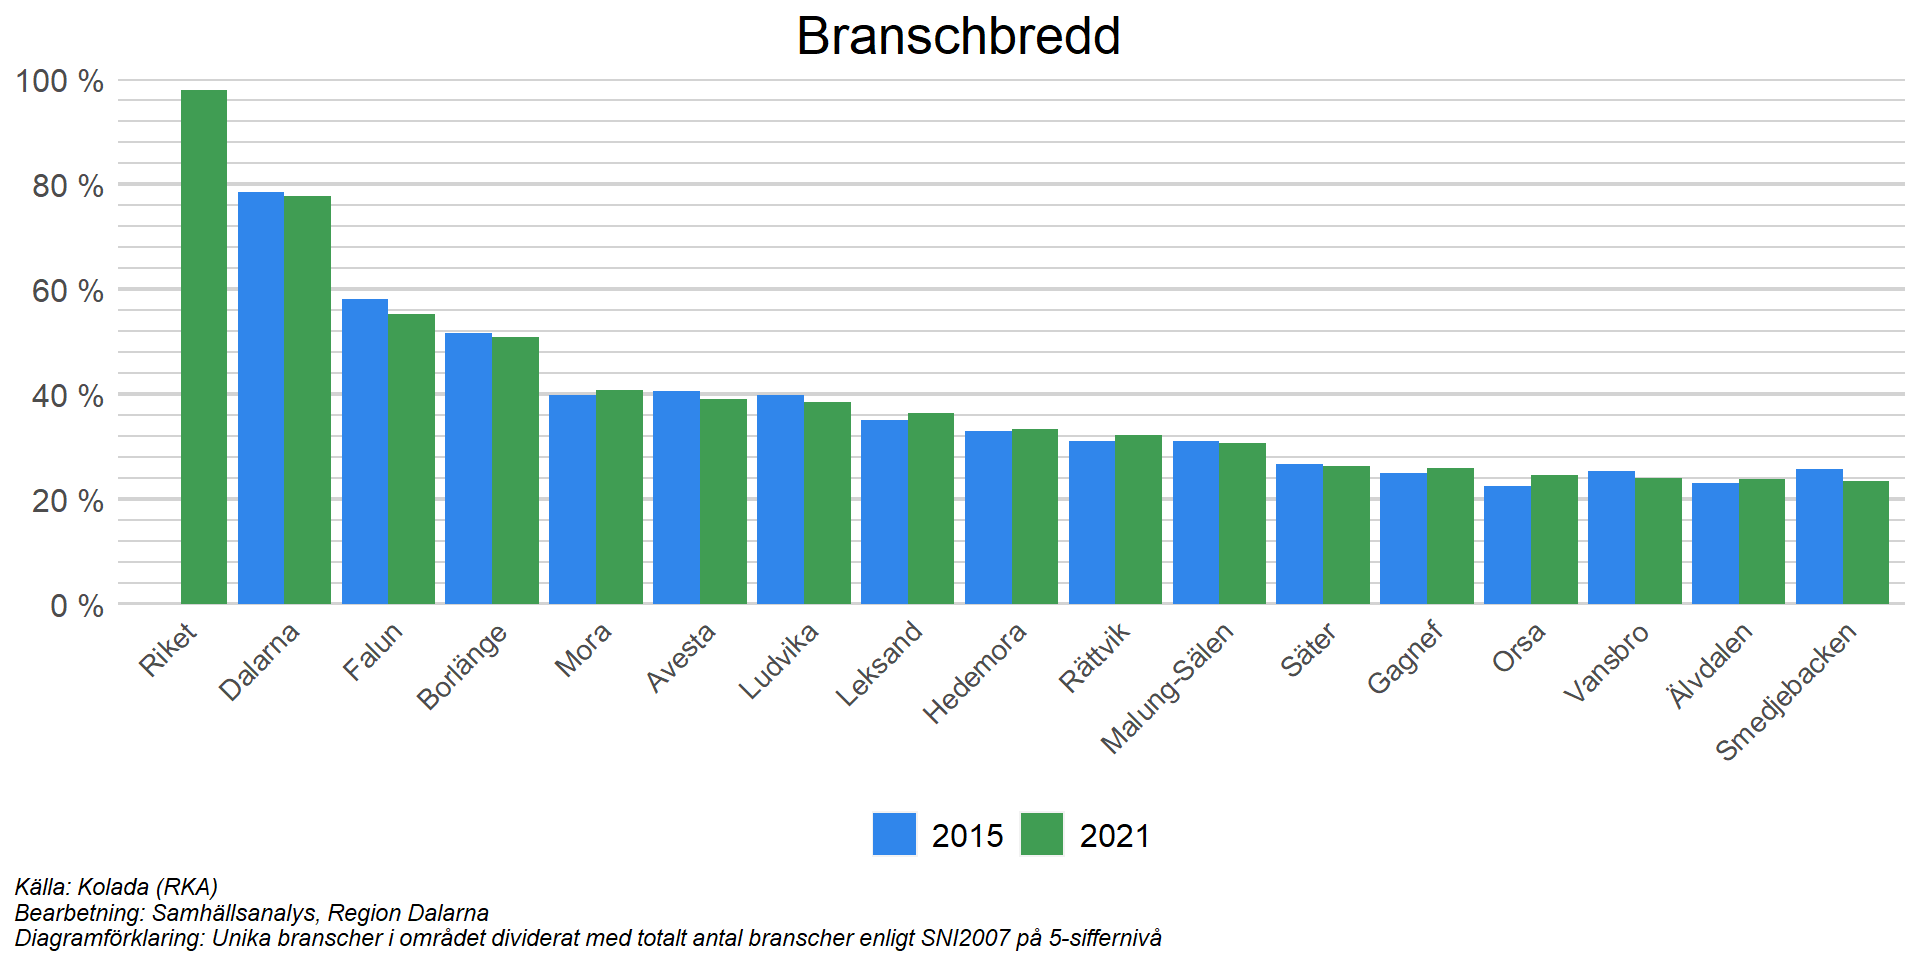 Branschbredd
100 %
80 %
60 %
40 %
20 %
0 %
Riket
Dalarna
Falun
Borlänge
Mora
Avesta
Ludvika
Leksand
Hedemora
Rättvik
Malung-Sälen
Säter
Gagnef
Orsa
Vansbro
Älvdalen
Smedjebacken
2015
2021
Källa: Kolada (RKA)
Bearbetning: Samhällsanalys, Region Dalarna
Diagramförklaring: Unika branscher i området dividerat med totalt antal branscher enligt SNI2007 på 5-siffernivå